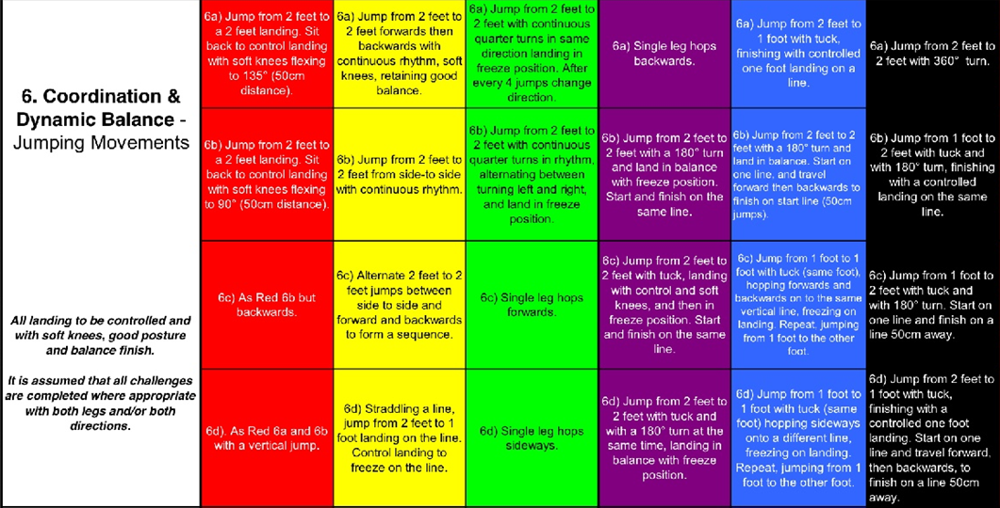 6. Coordination &
Dynamic Balance -
Jumping Movements
All landing to be controlled and
with soft knees, good posture
and balance finish.
It is assumed that all challenges
are completed where appropriate
with both legs and/or both
directions.
6a) Jump from 2 feet to
a 2 feet landing. Sit
back to control landing
with soft knees flexing
to 135° (50cm
distance).
6a) Jump from 2 feet to
2 feet forwards then
backwards with
continuous rhythm, soft
knees, retaining good
balance.
6a) Jump from 2 feet to
2 feet with continuous
quarter turns in same
direction landing in
freeze position. After
every 4 jumps change
direction.
6a) Single leg hops
backwards.
6a) Jump from 2 feet to
1 foot with tuck,
finishing with controlled
one foot landing on a
line.
6a) Jump from 2 feet to
2 feet with 360° turn.
6b) Jump from 2 feet to
a 2 feet landing. Sit
back to control landing
with soft knees flexing
to 90° (50cm distance).
6b) Jump from 2 feet to
2 feet from side-to side
with continuous rhythm.
6b) Jump from 2 feet to
2 feet with continuous
quarter turns in rhythm,
alternating between
turning left and right,
and land in freeze
position.
6b) Jump from 2 feet to
2 feet with a 180° turn
and land in balance
with freeze position.
Start and finish on the
same line.
6b) Jump from 2 feet to 2
feet with a 180° turn and
land in balance. Start on
one line, and travel
forward then backwards to
finish on start line (50cm
jumps).
6b) Jump from 1 foot to
2 feet with tuck and
with 180° turn, finishing
with a controlled
landing on the same
line.
6c) As Red 6b but
backwards.
6c) Alternate 2 feet to 2
feet jumps between
side to side and
forward and backwards
to form a sequence.
6c) Single leg hops
forwards.
6c) Jump from 2 feet to
2 feet with tuck, landing
with control and soft
knees, and then in
freeze position. Start
and finish on the same
line.
6c) Jump from 1 foot to 1
foot with tuck (same foot),
hopping forwards and
backwards on to the same
vertical line, freezing on
landing. Repeat, jumping
from 1 foot to the other
foot.
6c) Jump from 1 foot to
2 feet with tuck and
with 180° turn. Start on
one line and finish on a
line 50cm away.
6d). As Red 6a and 6b
with a vertical jump.
6d) Straddling a line,
jump from 2 feet to 1
foot landing on the line.
Control landing to
freeze on the line.
6d) Single leg hops
sideways.
6d) Jump from 2 feet to
2 feet with tuck and
with a 180° turn at the
same time, landing in
balance with freeze
position.
6d) Jump from 1 foot to
1 foot with tuck (same
foot) hopping sideways
onto a different line,
freezing on landing.
Repeat, jumping from 1
foot to the other foot.
6d) Jump from 2 feet to
1 foot with tuck,
finishing with a
controlled one foot
landing. Start on one
line and travel forward,
then backwards, to
finish on a line 50cm
away.